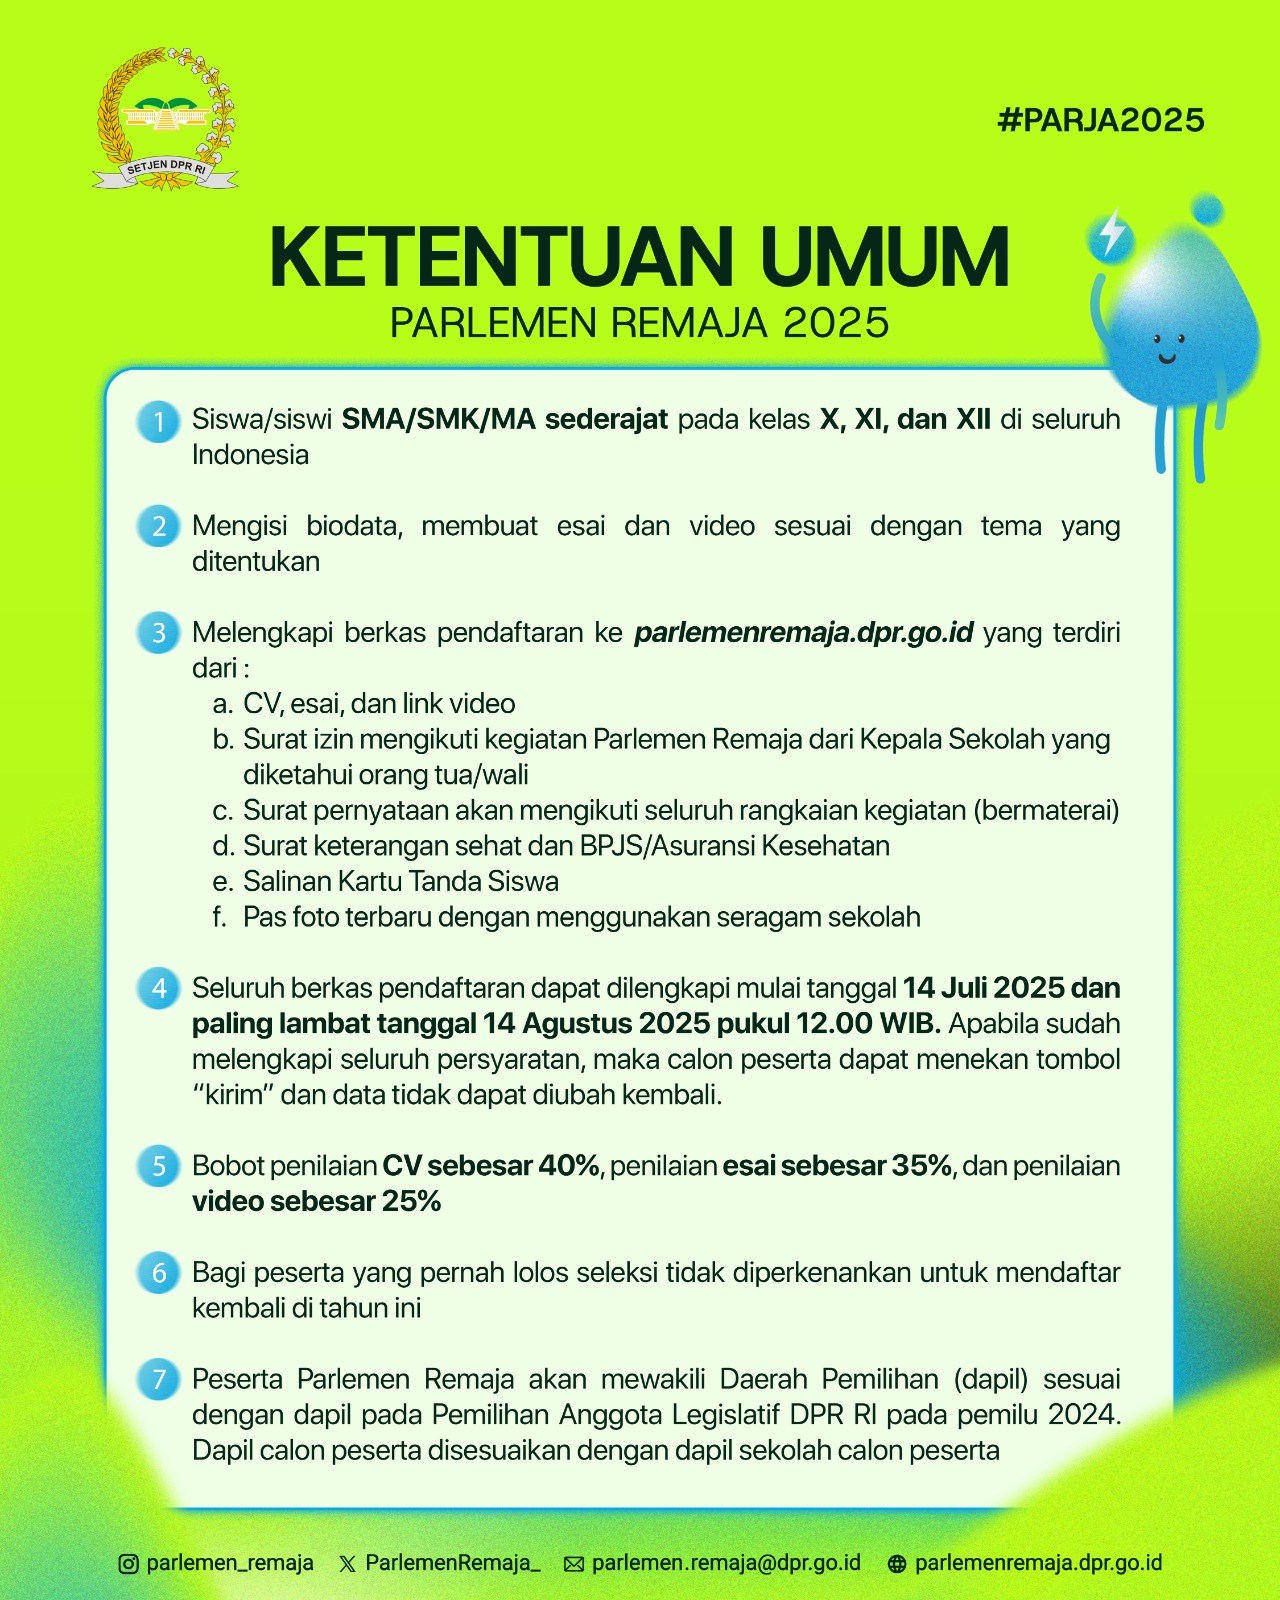 SETJEN DPR RI
#PARJA2025
KETENTUAN UMUM
PARLEMEN REMAJA 2025
1 Siswa/siswi SMA/SMK/MA sederajat pada kelas X, XI, dan XII di seluruh
Indonesia
2 Mengisi biodata, membuat esai dan video sesuai dengan tema yang
ditentukan
3 Melengkapi berkas pendaftaran ke parlemenremaja.dpr.go.id yang terdiri
dari :
a. CV, esai, dan link video
b. Surat izin mengikuti kegiatan Parlemen Remaja dari Kepala Sekolah yang
diketahui orang tua/wali
c. Surat pernyataan akan mengikuti seluruh rangkaian kegiatan (bermaterai)
d. Surat keterangan sehat dan BPJS/Asuransi Kesehatan
e. Salinan Kartu Tanda Siswa
f. Pas foto terbaru dengan menggunakan seragam sekolah
4 Seluruh berkas pendaftaran dapat dilengkapi mulai tanggal 14 Juli 2025 dan
paling lambat tanggal 14 Agustus 2025 pukul 12.00 WIB. Apabila sudah
melengkapi seluruh persyaratan, maka calon peserta dapat menekan tombol
“kirim” dan data tidak dapat diubah kembali.
5 Bobot penilaian CV sebesar 40%, penilaian esai sebesar 35%, dan penilaian
video sebesar 25%
6 Bagi peserta yang pernah lolos seleksi tidak diperkenankan untuk mendaftar
kembali di tahun ini
7 Peserta Parlemen Remaja akan mewakili Daerah Pemilihan (dapil) sesuai
dengan dapil pada Pemilihan Anggota Legislatif DPR RI pada pemilu 2024.
Dapil calon peserta disesuaikan dengan dapil sekolah calon peserta
parlemen_remaja ParlemenRemaja_ parlemen.remaja@dpr.go.id parlemenremaja.dpr.go.id